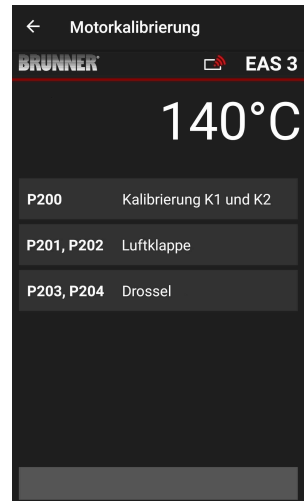 Motorkalibrierung
BRUNNER
EAS 3
140°C
P200 Kalibrierung K1 und K2
P201, P202 Luftklappe
P203, P204 Drossel